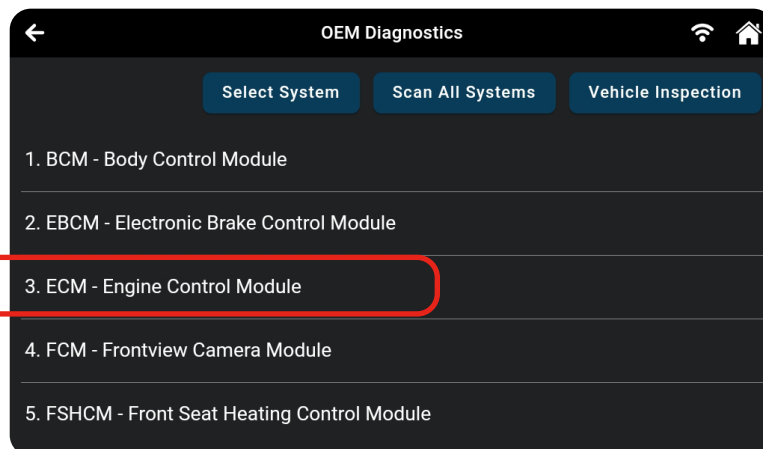 OEM Diagnostics
Select System Scan All Systems Vehicle Inspection
1. BCM - Body Control Module
2. EBCM - Electronic Brake Control Module
3. ECM - Engine Control Module
4. FCM - Frontview Camera Module
5. FSHCM - Front Seat Heating Control Module